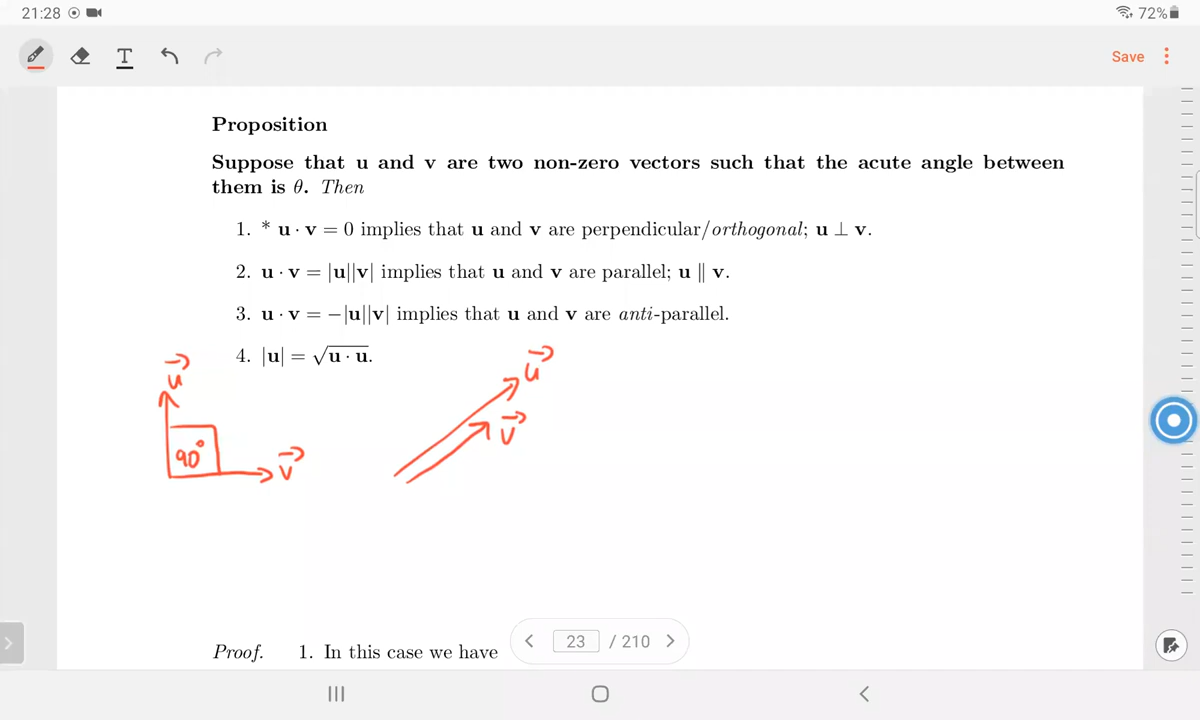 21:28
72%
T
Save
Proposition
Suppose that u and v are two non-zero vectors such that the acute angle between
them is θ. Then
1. * u · v = 0 implies that u and v are perpendicular/orthogonal; u ⊥ v.
2. u · v = |u||v| implies that u and v are parallel; u ∥ v.
3. u · v = −|u||v| implies that u and v are anti-parallel.
4. |u| = √u · u.
u⃗
90°
v⃗
u⃗
v⃗
23 / 210
Proof. 1. In this case we have